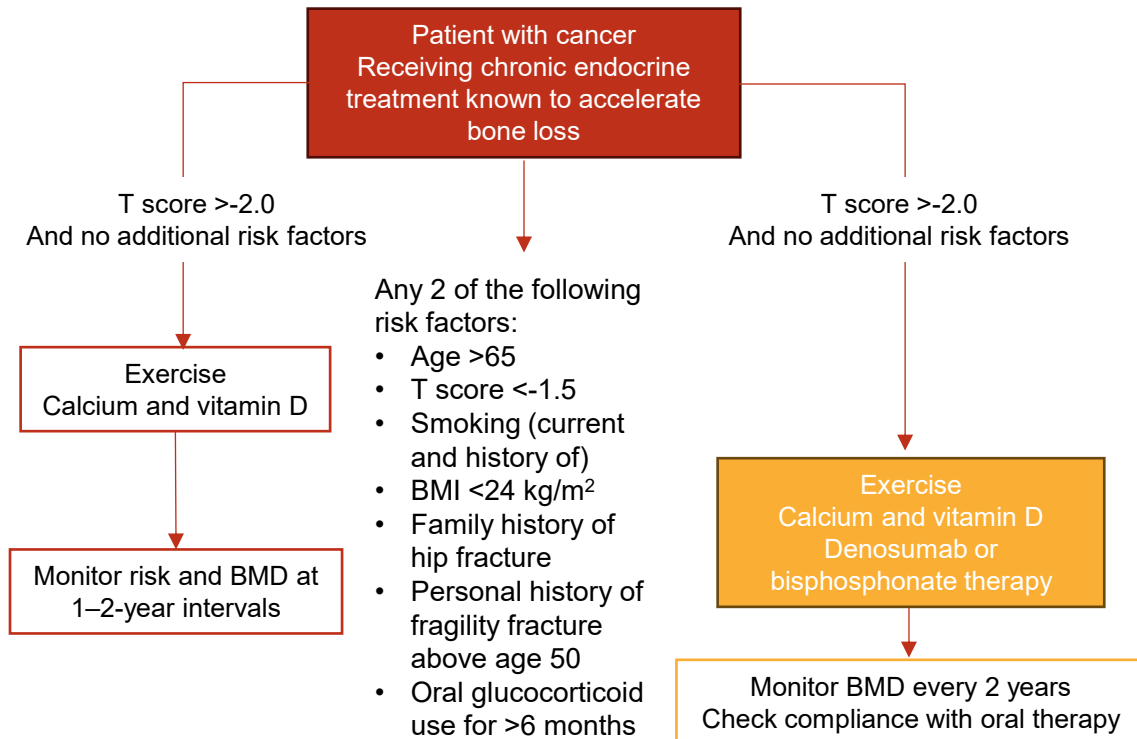 Patient with cancer
Receiving chronic endocrine
treatment known to accelerate
bone loss
T score >-2.0
And no additional risk factors
Exercise
Calcium and vitamin D
Monitor risk and BMD at
1–2-year intervals
Any 2 of the following
risk factors:
• Age >65
• T score <-1.5
• Smoking (current
and history of)
• BMI <24 kg/m²
• Family history of
hip fracture
• Personal history of
fragility fracture
above age 50
• Oral glucocorticoid
use for >6 months
T score >-2.0
And no additional risk factors
Exercise
Calcium and vitamin D
Denosumab or
bisphosphonate therapy
Monitor BMD every 2 years
Check compliance with oral therapy